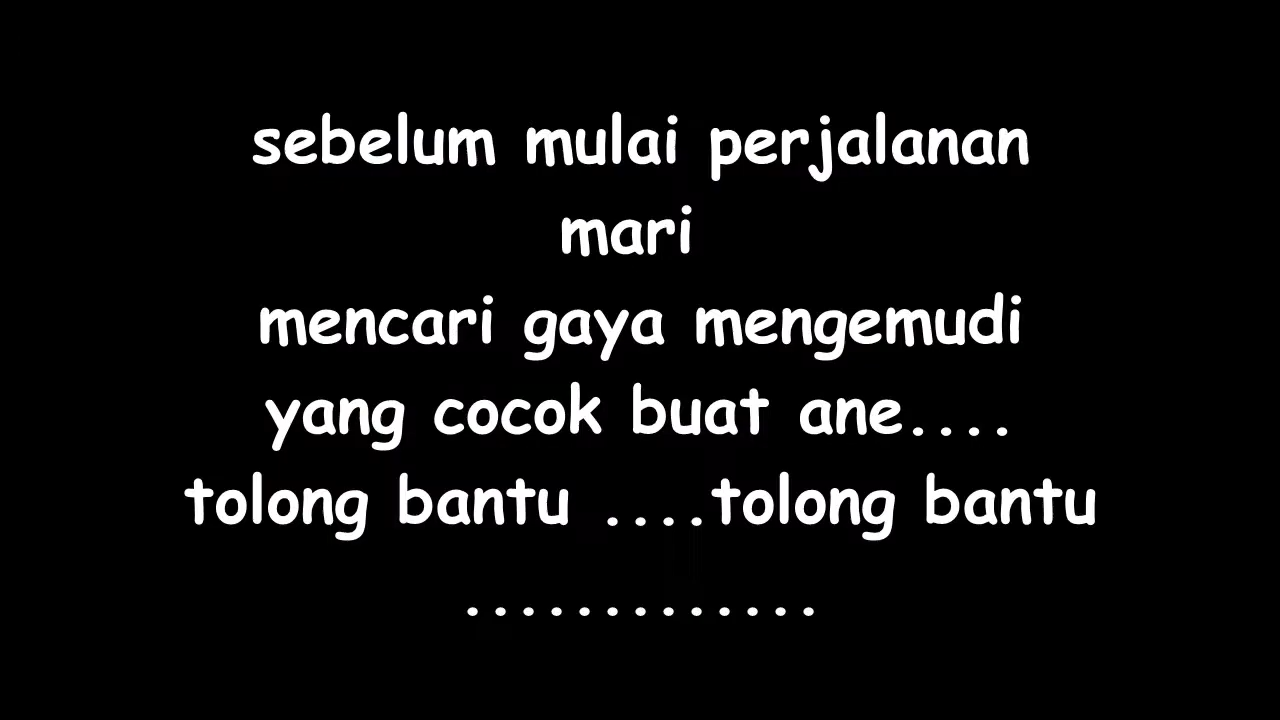 sebelum mulai perjalanan
mari
mencari gaya mengemudi
yang cocok buat ane....
tolong bantu ....tolong bantu
.............